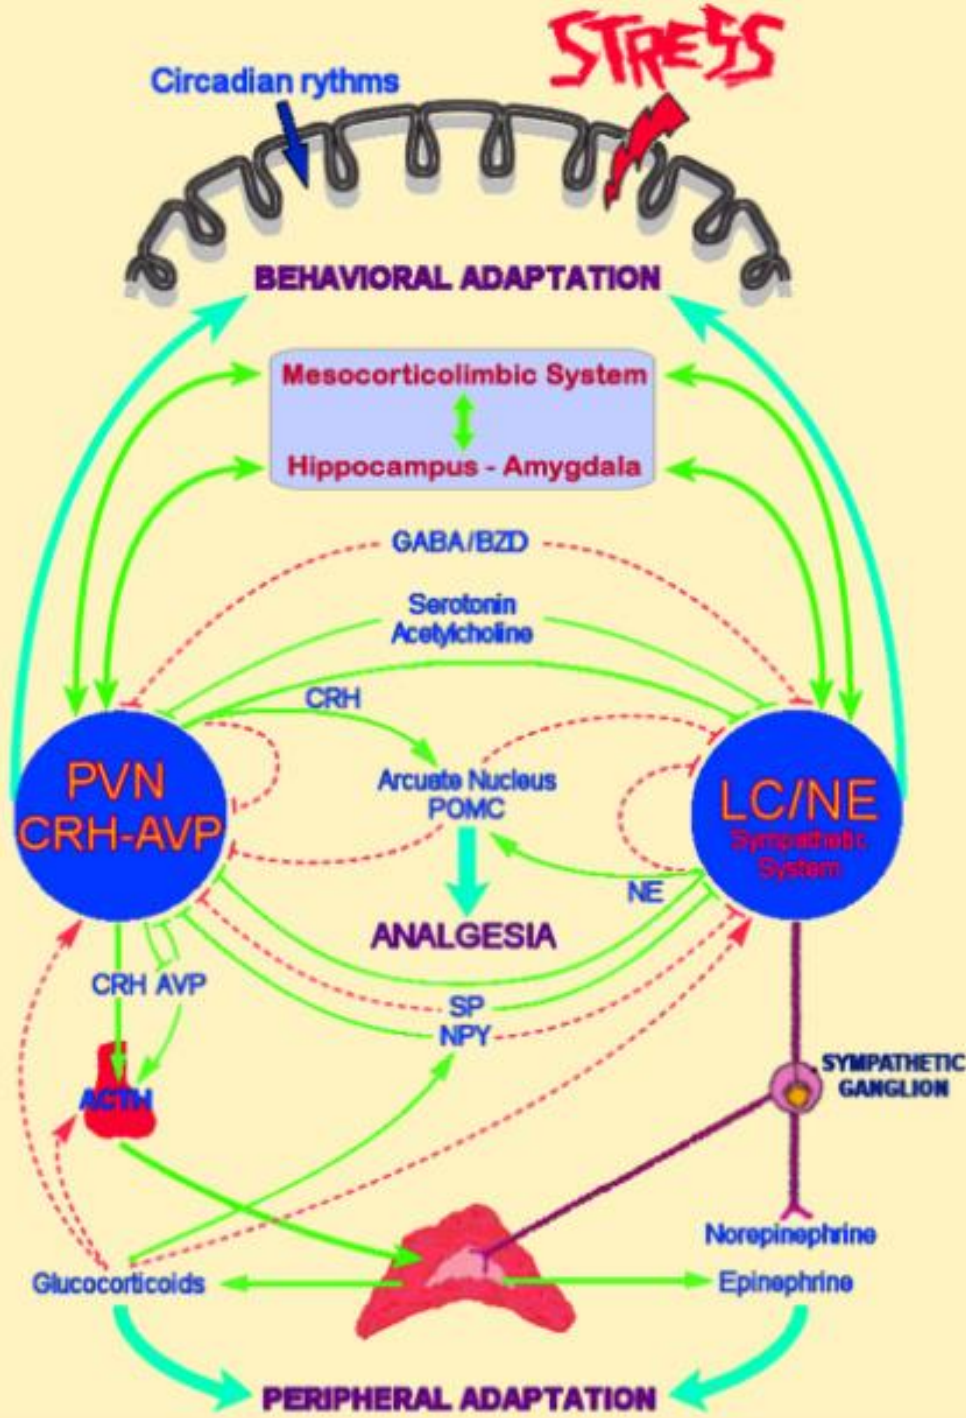 STRESS
Circadian rythms
BEHAVIORAL ADAPTATION
Mesocorticolimbic System
Hippocampus - Amygdala
GABA/BZD
Serotonin
Acetylcholine
CRH
PVN
CRH-AVP
Arcuate Nucleus
POMC
LC/NE
Sympathetic
System
NE
ANALGESIA
CRH AVP
SP
NPY
ACTH
SYMPATHETIC
GANGLION
Norepinephrine
Glucocorticoids
Epinephrine
PERIPHERAL ADAPTATION